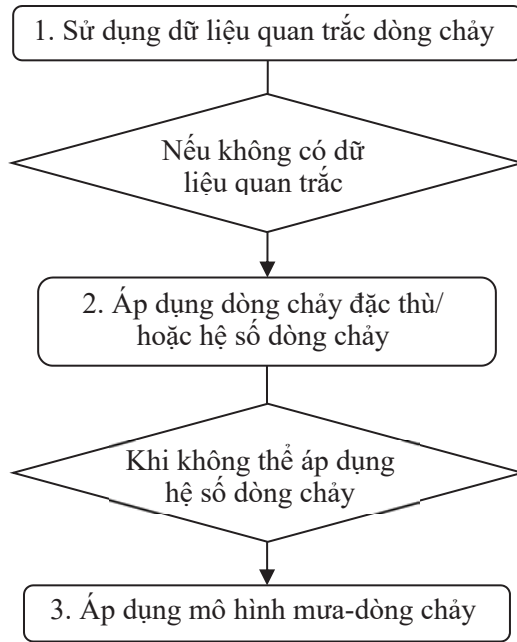 1. Sử dụng dữ liệu quan trắc dòng chảy
Nếu không có dữ
liệu quan trắc
2. Áp dụng dòng chảy đặc thù/
hoặc hệ số dòng chảy
Khi không thể áp dụng
hệ số dòng chảy
3. Áp dụng mô hình mưa-dòng chảy